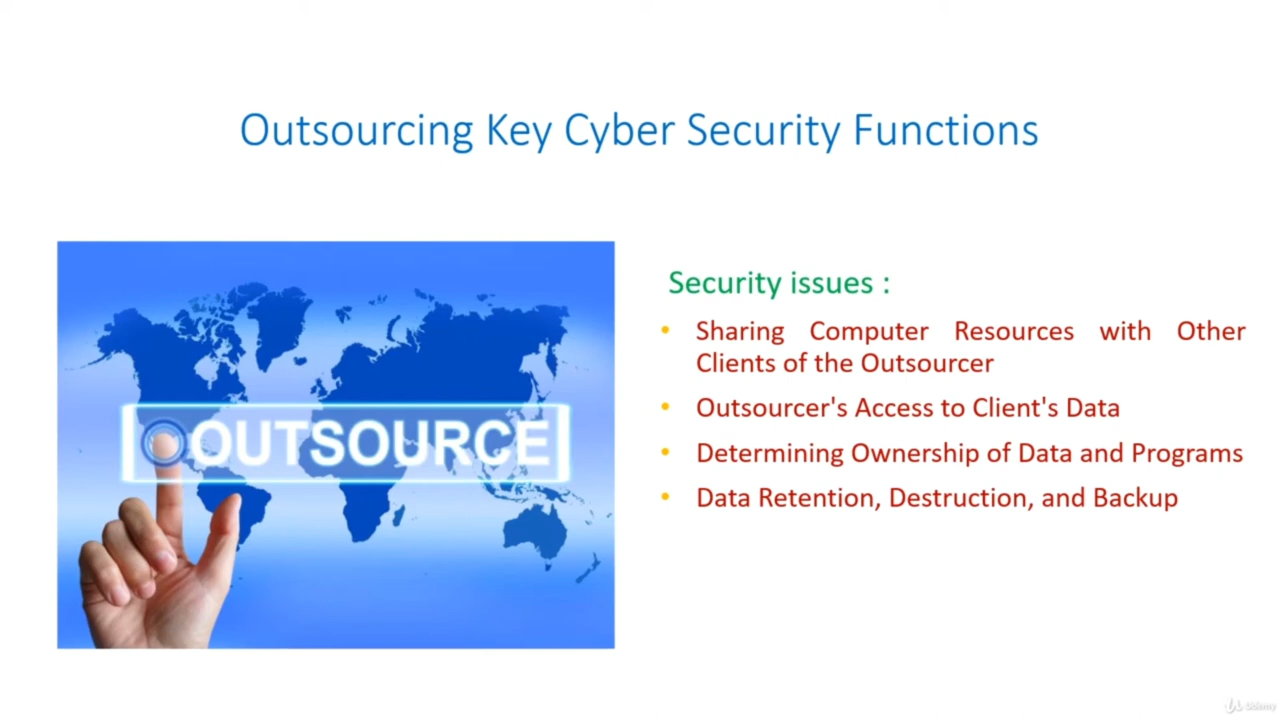 Outsourcing Key Cyber Security Functions
Security issues :
• Sharing Computer Resources with Other
Clients of the Outsourcer
• Outsourcer's Access to Client's Data
• Determining Ownership of Data and Programs
• Data Retention, Destruction, and Backup
OUTSOURCE
Udemy